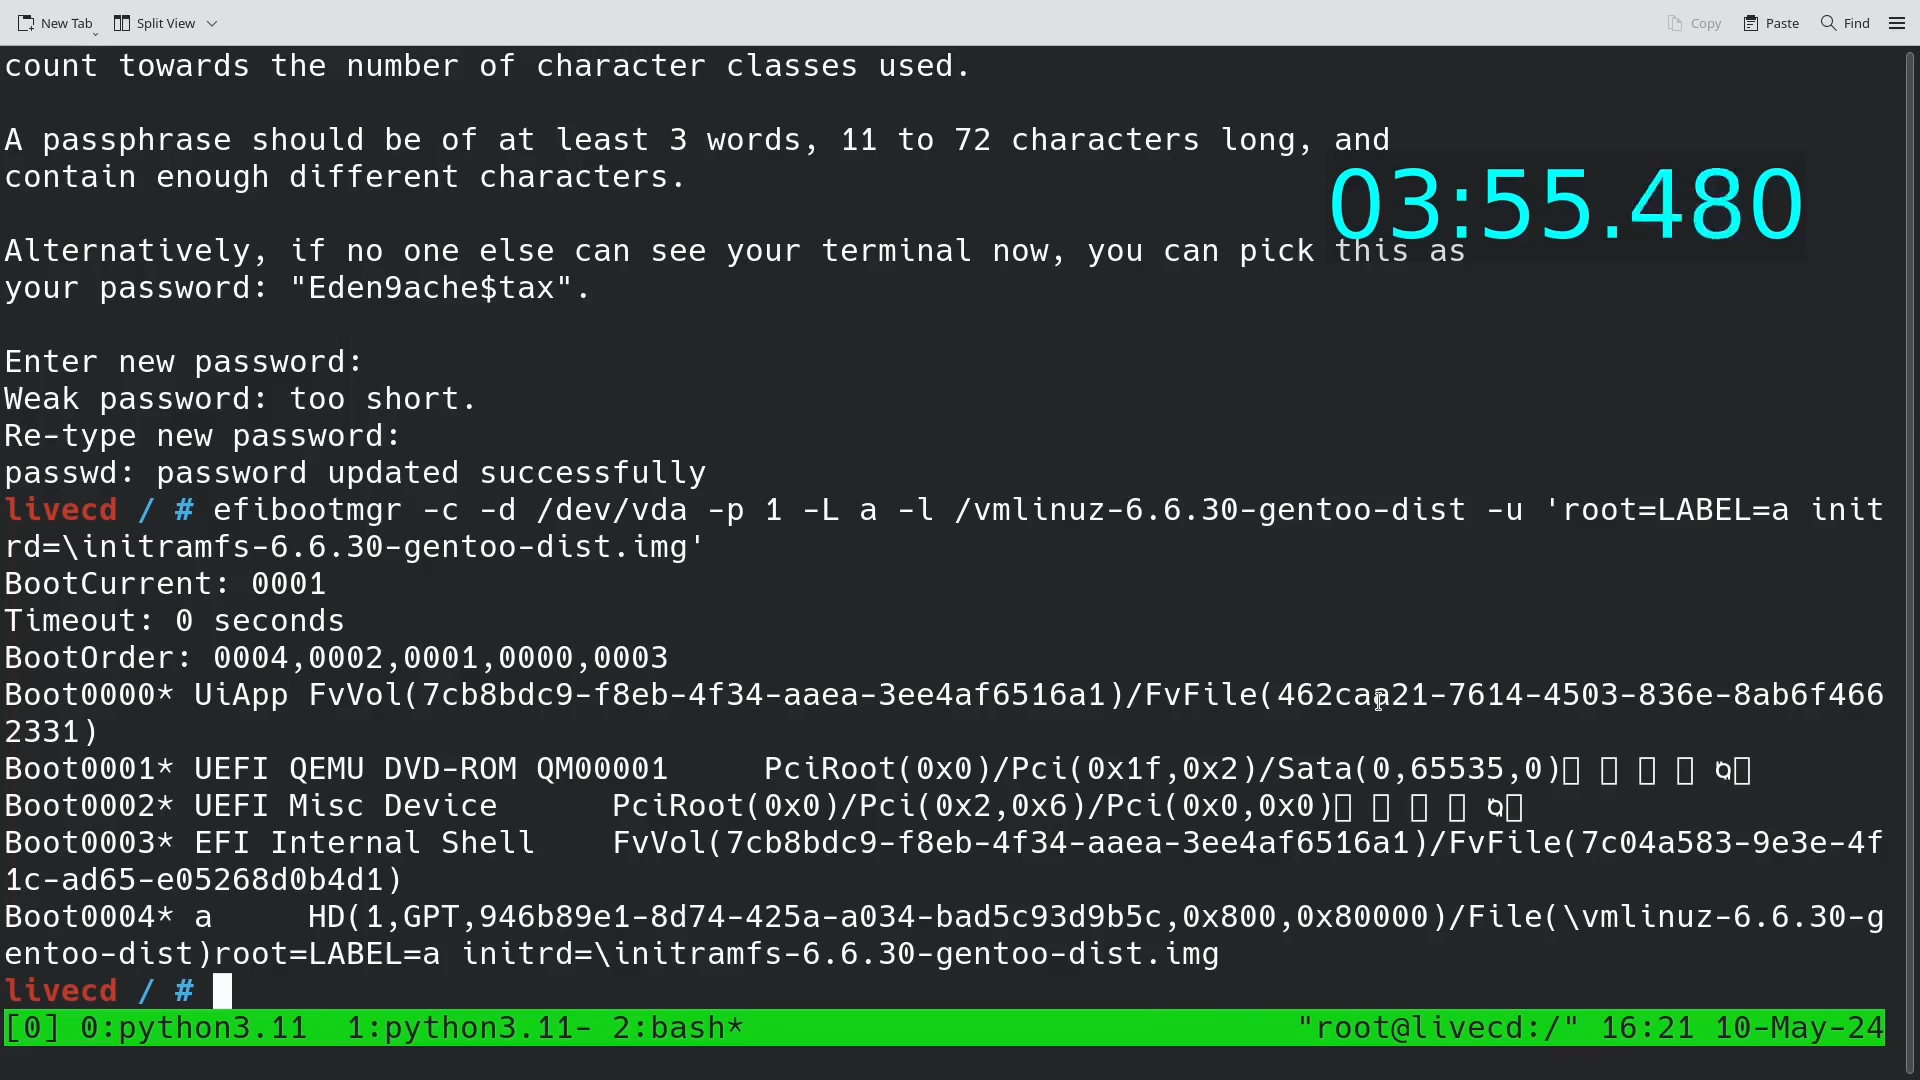 New Tab Split View Copy Paste Find
count towards the number of character classes used.
A passphrase should be of at least 3 words, 11 to 72 characters long, and
contain enough different characters.
03:55.480
Alternatively, if no one else can see your terminal now, you can pick this as
your password: "Eden9ache$tax".
Enter new password:
Weak password: too short.
Re-type new password:
passwd: password updated successfully
livecd / # efibootmgr -c -d /dev/vda -p 1 -L a -l /vmlinuz-6.6.30-gentoo-dist -u 'root=LABEL=a init
rd=\initramfs-6.6.30-gentoo-dist.img'
BootCurrent: 0001
Timeout: 0 seconds
BootOrder: 0004,0002,0001,0000,0003
Boot0000* UiApp FvVol(7cb8bdc9-f8eb-4f34-aaea-3ee4af6516a1)/FvFile(462caa21-7614-4503-836e-8ab6f466
2331)
Boot0001* UEFI QEMU DVD-ROM QM00001 PciRoot(0x0)/Pci(0x1f,0x2)/Sata(0,65535,0)
Boot0002* UEFI Misc Device PciRoot(0x0)/Pci(0x2,0x6)/Pci(0x0,0x0)
Boot0003* EFI Internal Shell FvVol(7cb8bdc9-f8eb-4f34-aaea-3ee4af6516a1)/FvFile(7c04a583-9e3e-4f
1c-ad65-e05268d0b4d1)
Boot0004* a HD(1,GPT,946b89e1-8d74-425a-a034-bad5c93d9b5c,0x800,0x80000)/File(\vmlinuz-6.6.30-g
entoo-dist)root=LABEL=a initrd=\initramfs-6.6.30-gentoo-dist.img
livecd / #
[0] 0:python3.11 1:python3.11- 2:bash* "root@livecd:/" 16:21 10-May-24